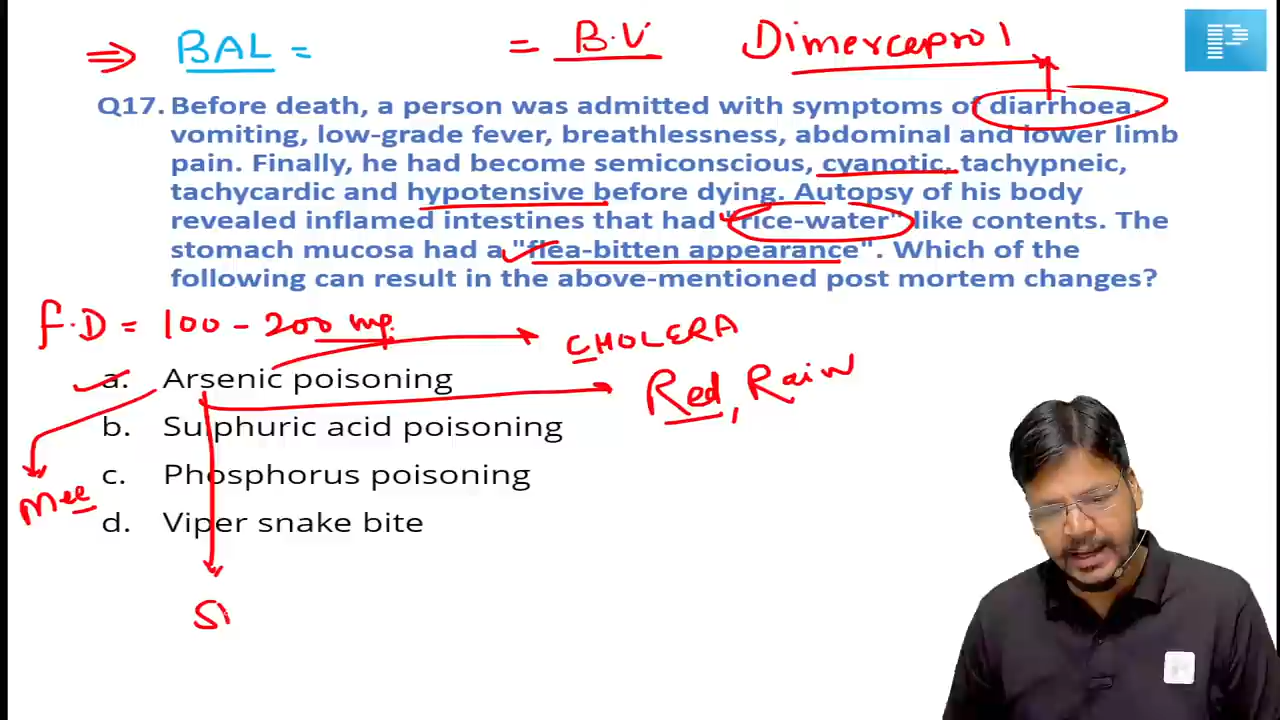 ⇒ BAL = = B.V Dimerceprol
Q17. Before death, a person was admitted with symptoms of diarrhoea,
vomiting, low-grade fever, breathlessness, abdominal and lower limb
pain. Finally, he had become semiconscious, cyanotic, tachypneic,
tachycardic and hypotensive before dying. Autopsy of his body
revealed inflamed intestines that had "rice-water" like contents. The
stomach mucosa had a "flea-bitten appearance". Which of the
following can result in the above-mentioned post mortem changes?
F.D = 100 - 200 mg.
CHOLERA
a. Arsenic poisoning
Red, Rain
b. Sulphuric acid poisoning
c. Phosphorus poisoning
Mee
d. Viper snake bite
SI